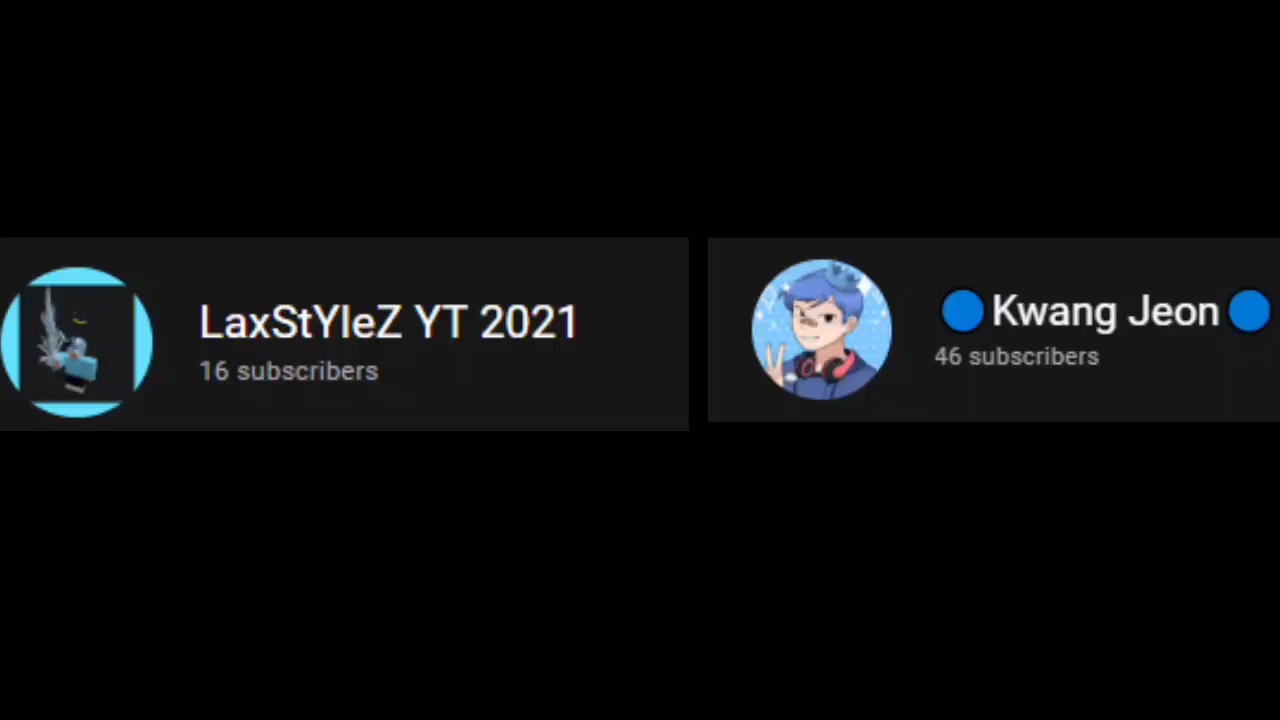 LaxStYleZ YT 2021
16 subscribers
🔵Kwang Jeon🔵
46 subscribers